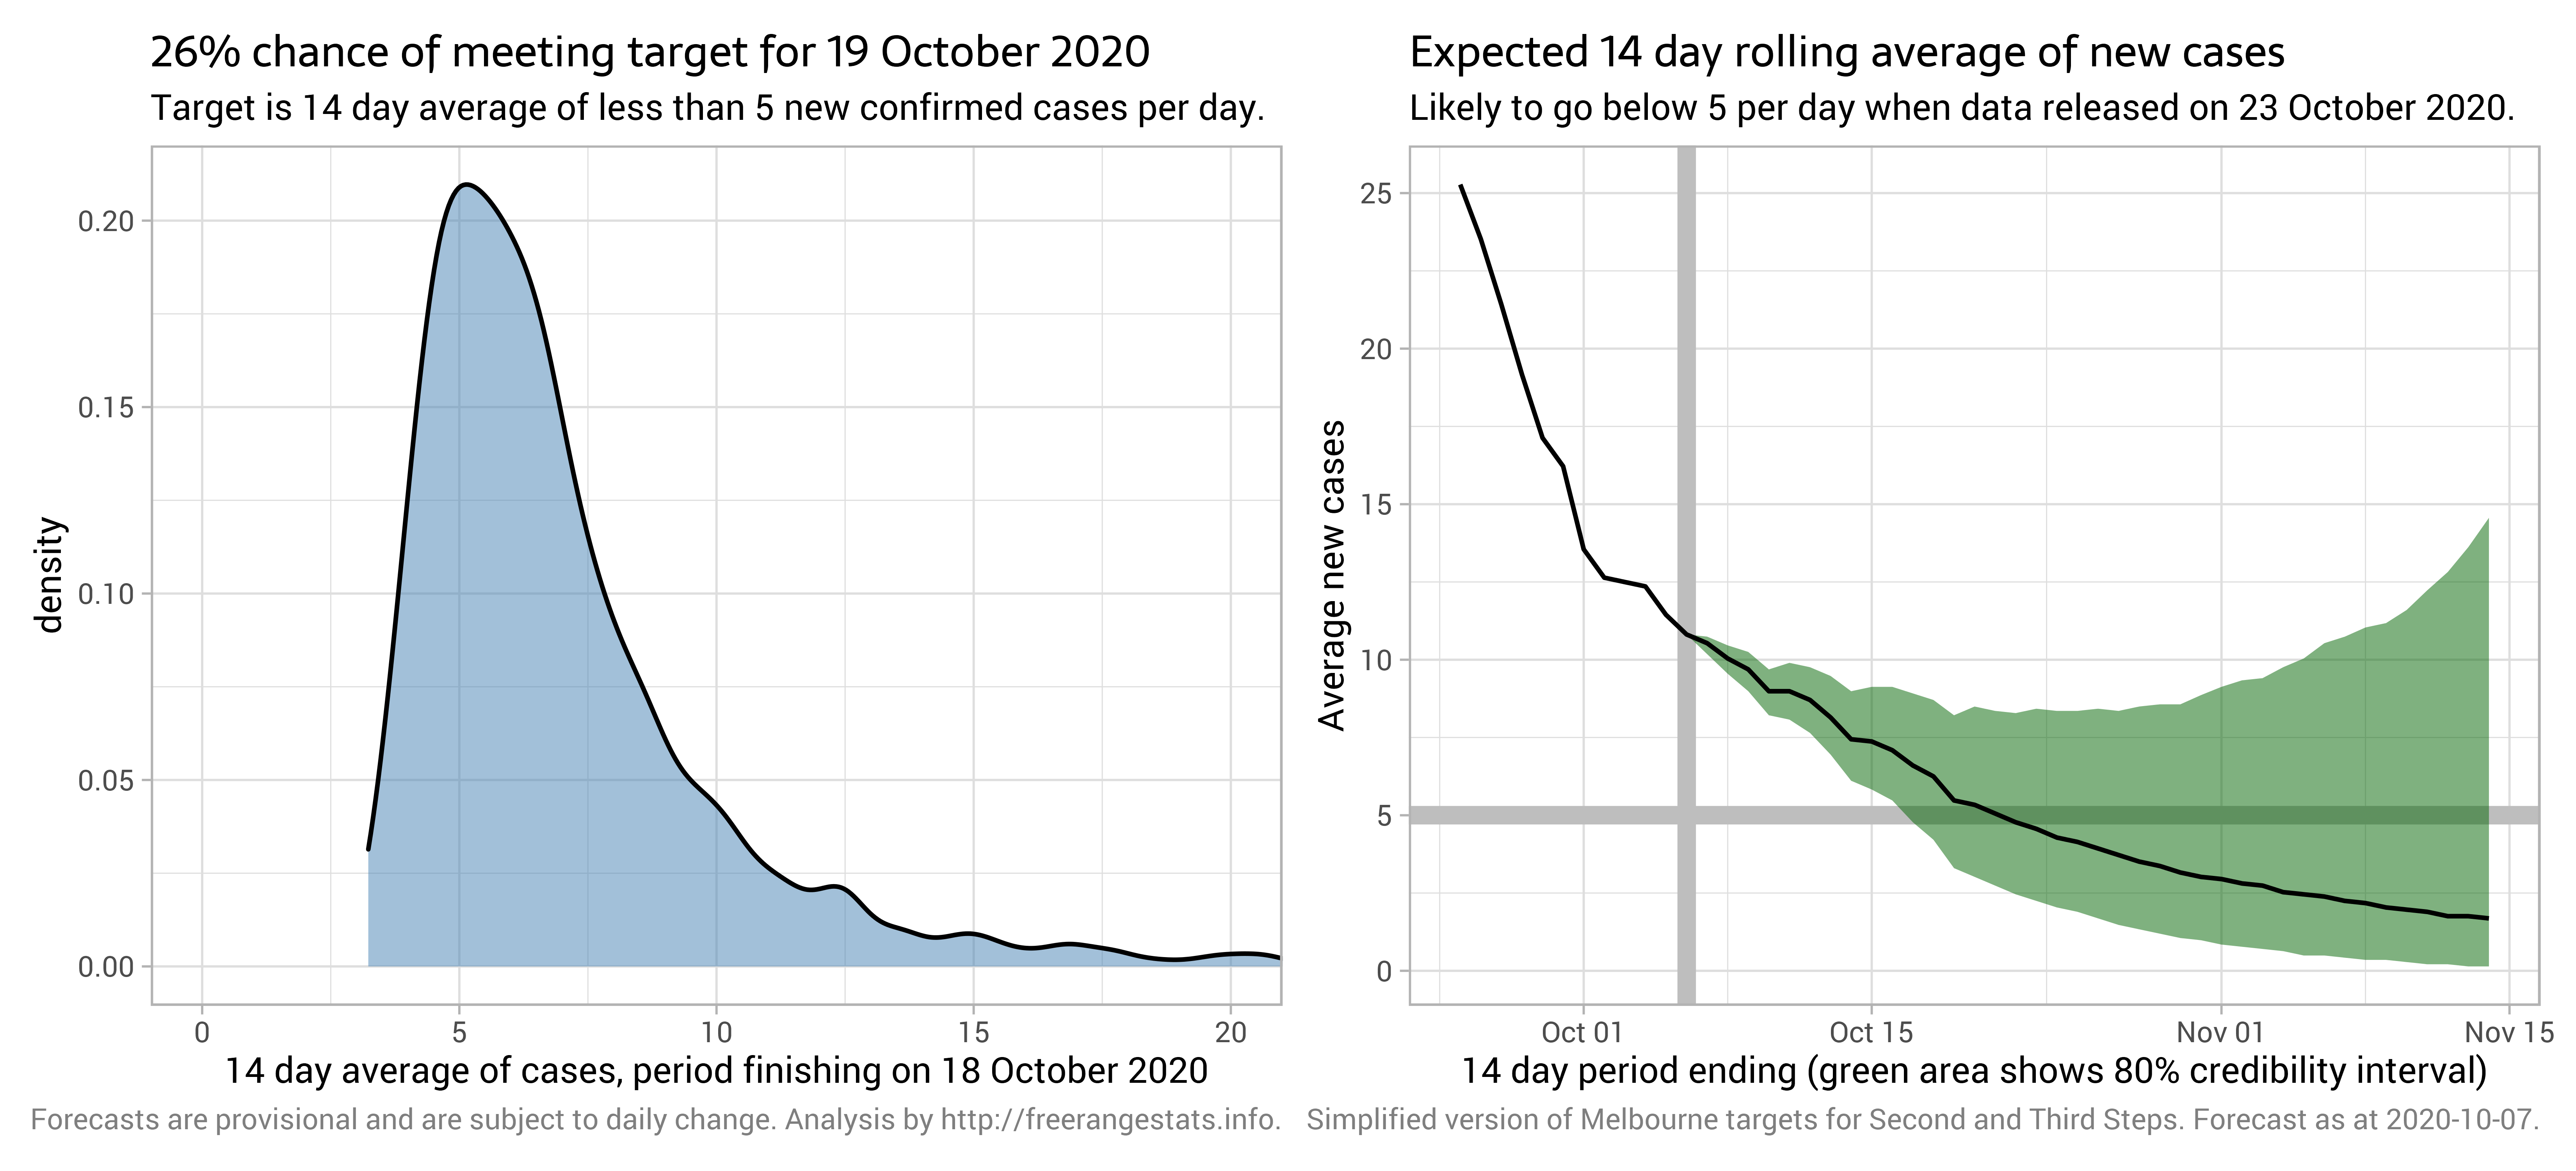 26% chance of meeting target for 19 October 2020
Target is 14 day average of less than 5 new confirmed cases per day.
0.20
0.15
0.10
0.05
0.00
density
0 5 10 15 20
14 day average of cases, period finishing on 18 October 2020
Forecasts are provisional and are subject to daily change. Analysis by http://freerangestats.info.
Expected 14 day rolling average of new cases
Likely to go below 5 per day when data released on 23 October 2020.
25
20
15
10
5
0
Average new cases
Oct 01 Oct 15 Nov 01 Nov 15
14 day period ending (green area shows 80% credibility interval)
Simplified version of Melbourne targets for Second and Third Steps. Forecast as at 2020-10-07.